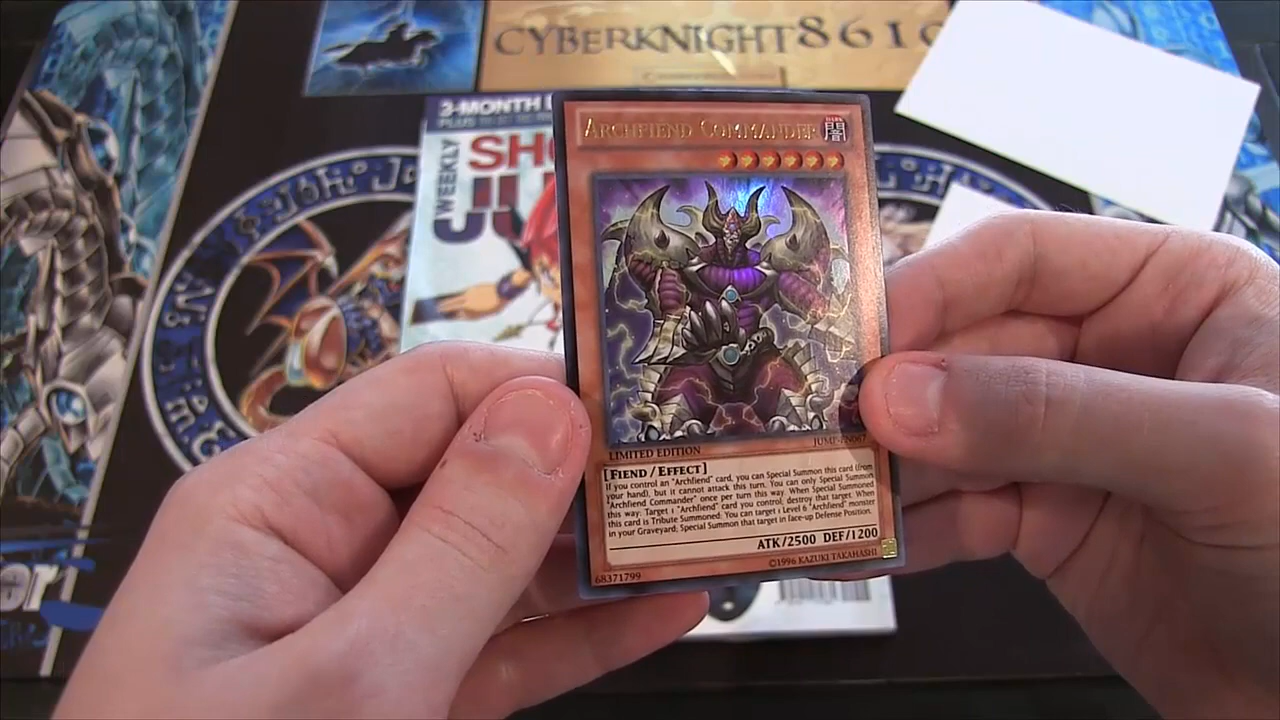 CYBERKNIGHT8610
3-MONTH
PLUS
WEEKLY
SH
JU
ARCHFIEND COMMANDER
闇
LIMITED EDITION
JUMP-EN067
[FIEND / EFFECT]
If you control an "Archfiend" card, you can Special Summon this card (from
your hand), but it cannot attack this turn. You can only Special Summon
"Archfiend Commander" once per turn this way. When Special Summoned
this way: Target 1 "Archfiend" card you control; destroy that target. When
this card is Tribute Summoned: You can target 1 Level 6 "Archfiend" monster
in your Graveyard; Special Summon that target in face-up Defense Position.
ATK/2500 DEF/1200
68371799
©1996 KAZUKI TAKAHASHI